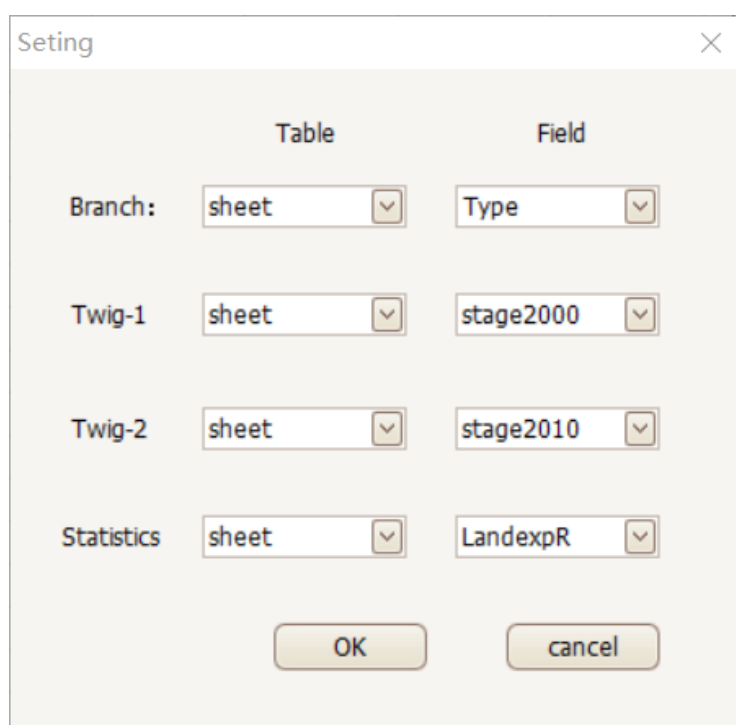 Seting
Table Field
Branch: sheet Type
Twig-1 sheet stage2000
Twig-2 sheet stage2010
Statistics sheet LandexpR
OK cancel